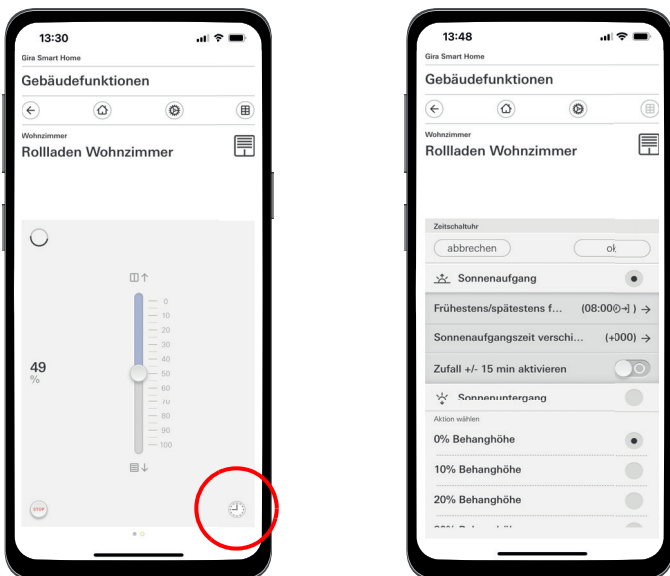 13:30
Gira Smart Home
Gebäudefunktionen
Wohnzimmer
Rollladen Wohnzimmer
0
10
20
30
40
50
60
70
80
90
100
49
%
STOP
13:48
Gira Smart Home
Gebäudefunktionen
Wohnzimmer
Rollladen Wohnzimmer
Zeitschaltuhr
abbrechen
ok
Sonnenaufgang
Frühestens/spätestens f... (08:00 )
Sonnenaufgangszeit verschi... (+000)
Zufall +/- 15 min aktivieren
Sonnenuntergang
Aktion wählen
0% Behanghöhe
10% Behanghöhe
20% Behanghöhe